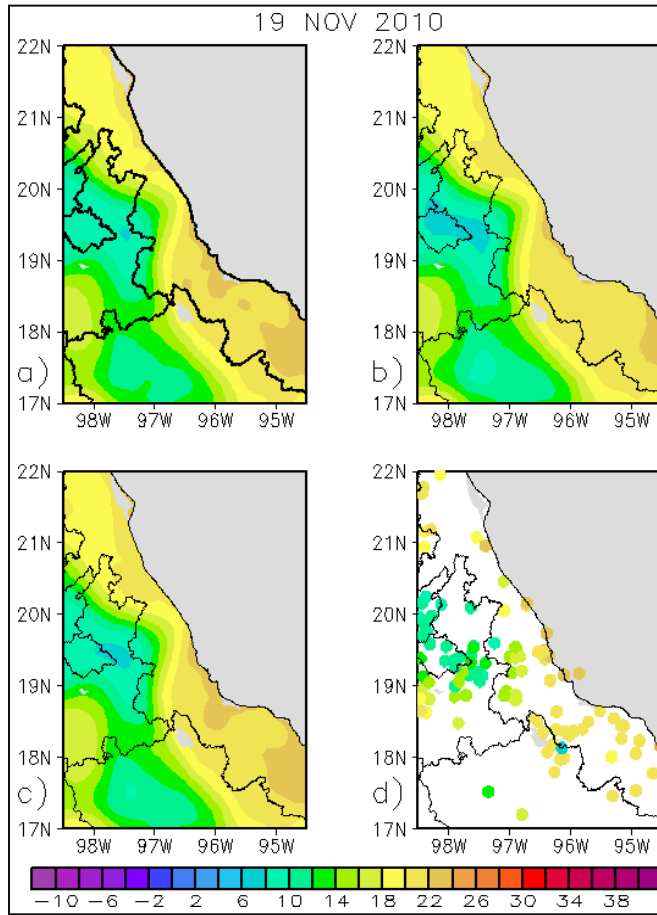 19 NOV 2010
22N 22N
21N 21N
20N 20N
19N 19N
18N 18N
a) b)
17N 17N
98W 97W 96W 95W 98W 97W 96W 95W
22N 22N
21N 21N
20N 20N
19N 19N
18N 18N
c) d)
17N 17N
98W 97W 96W 95W 98W 97W 96W 95W
-10 -6 -2 2 6 10 14 18 22 26 30 34 38